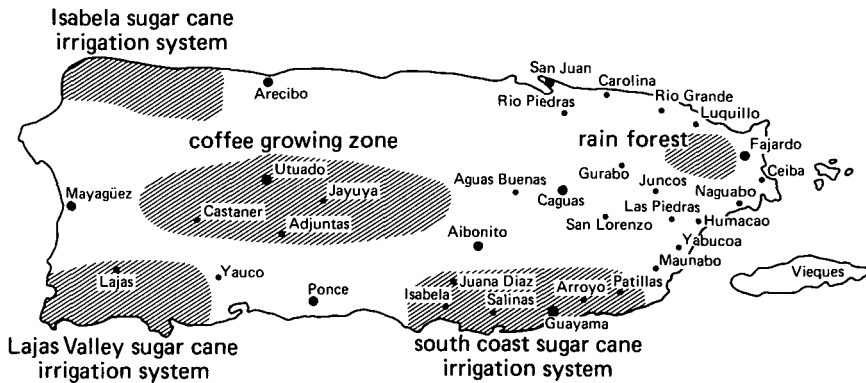 Isabela sugar cane
irrigation system
San Juan
Carolina
Arecibo
Rio Piedras
Rio Grande
Luquillo
coffee growing zone
rain forest
Fajardo
Utuado
Gurabo
Ceiba
Jayuya
Aguas Buenas
Juncos
Naguabo
Mayagüez
Caguas
Castaner
Las Piedras
Adjuntas
San Lorenzo
Humacao
Aibonito
Yabucoa
Maunabo
Lajas
Yauco
Juana Diaz
Patillas
Vieques
Ponce
Isabela
Salinas
Arroyo
Guayama
Lajas Valley sugar cane
irrigation system
south coast sugar cane
irrigation system